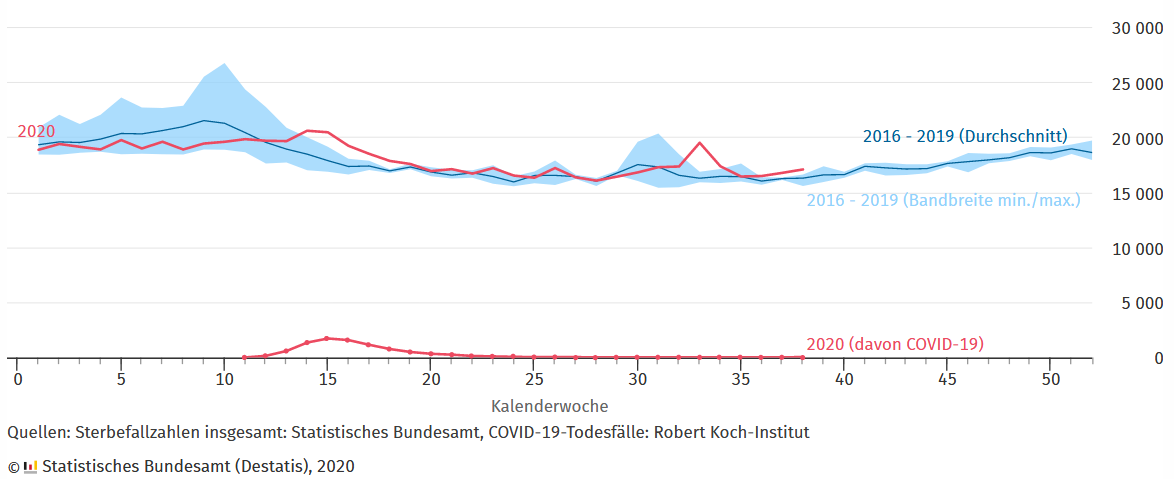 30 000
25 000
20 000
15 000
10 000
5 000
0
2020
2016 - 2019 (Durchschnitt)
2016 - 2019 (Bandbreite min./max.)
2020 (davon COVID-19)
0 5 10 15 20 25 30 35 40 45 50
Kalenderwoche
Quellen: Sterbefallzahlen insgesamt: Statistisches Bundesamt, COVID-19-Todesfälle: Robert Koch-Institut
© Statistisches Bundesamt (Destatis), 2020